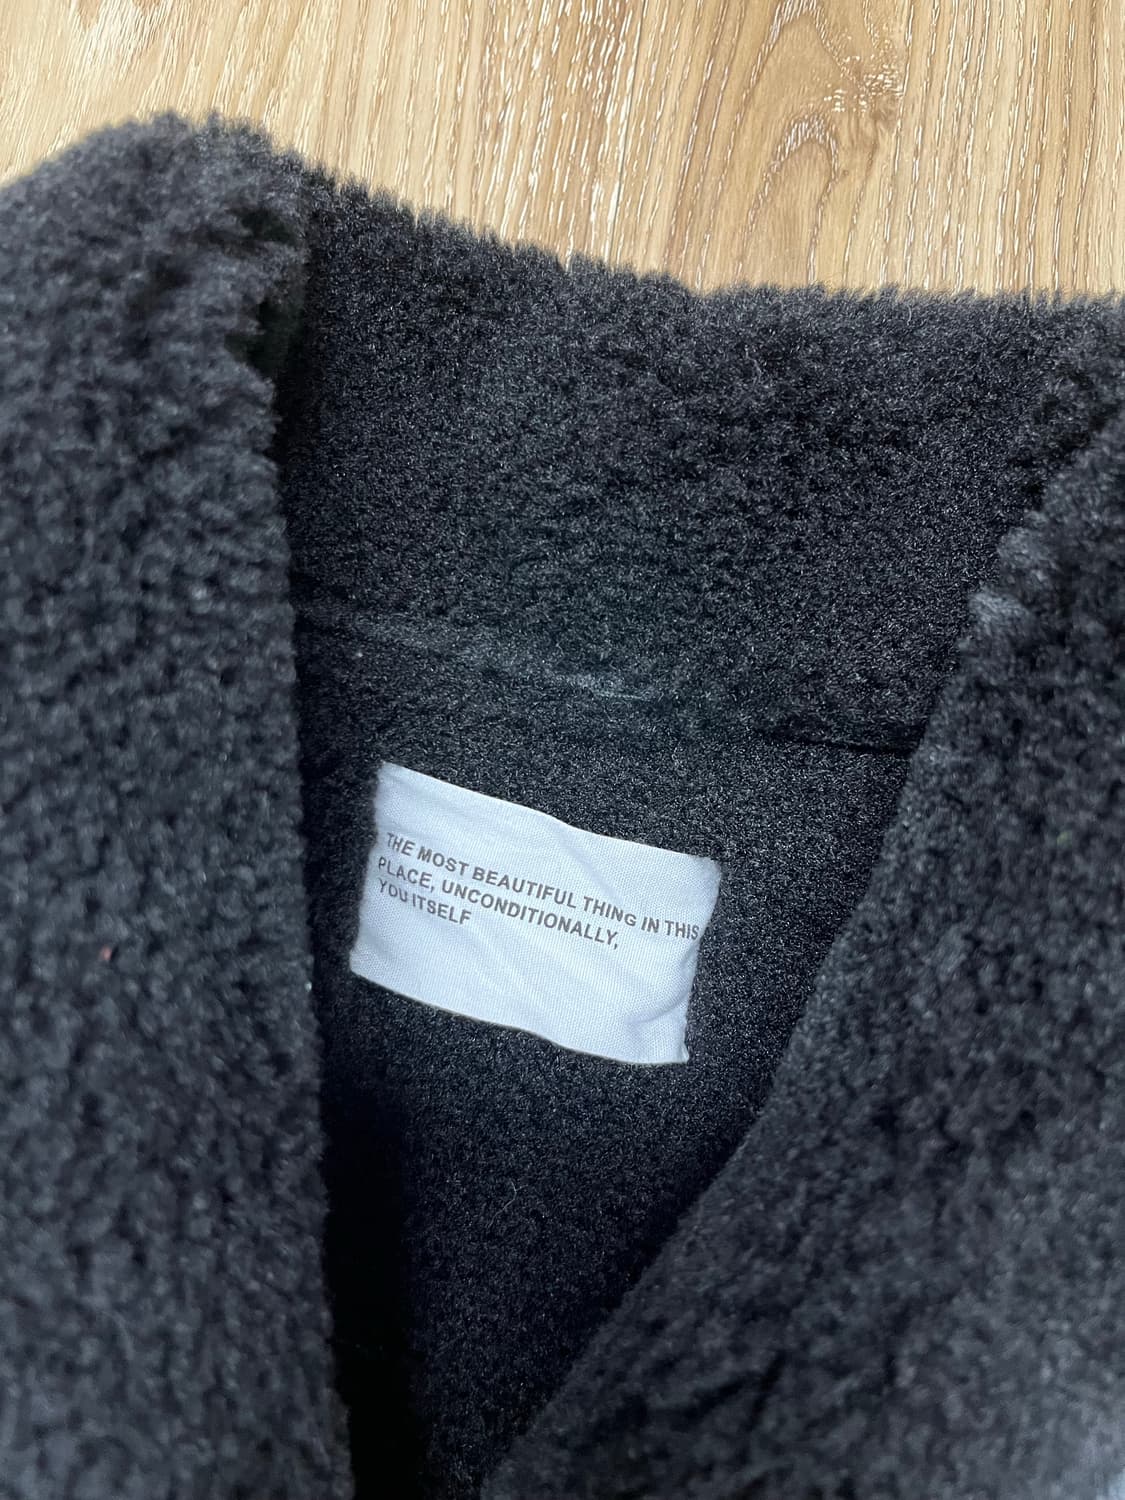 THE MOST BEAUTIFUL THING IN THIS
PLACE, UNCONDITIONALLY,
YOU ITSELF